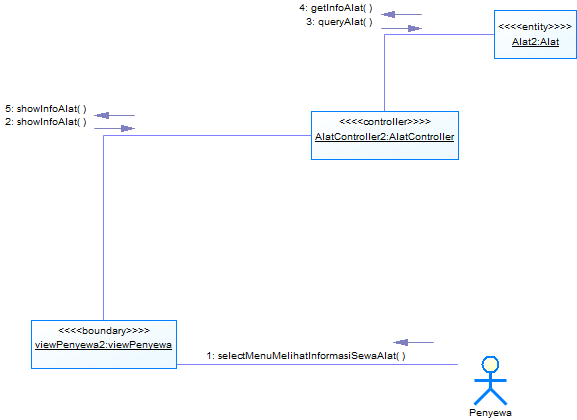 4: getInfoAlat( )
3: queryAlat( )
<<<<entity>>>>
Alat2:Alat
5: showInfoAlat( )
2: showInfoAlat( )
<<<<controller>>>>
AlatController2:AlatController
<<<<boundary>>>>
viewPenyewa2:viewPenyewa
1: selectMenuMelihatInformasiSewaAlat( )
Penyewa